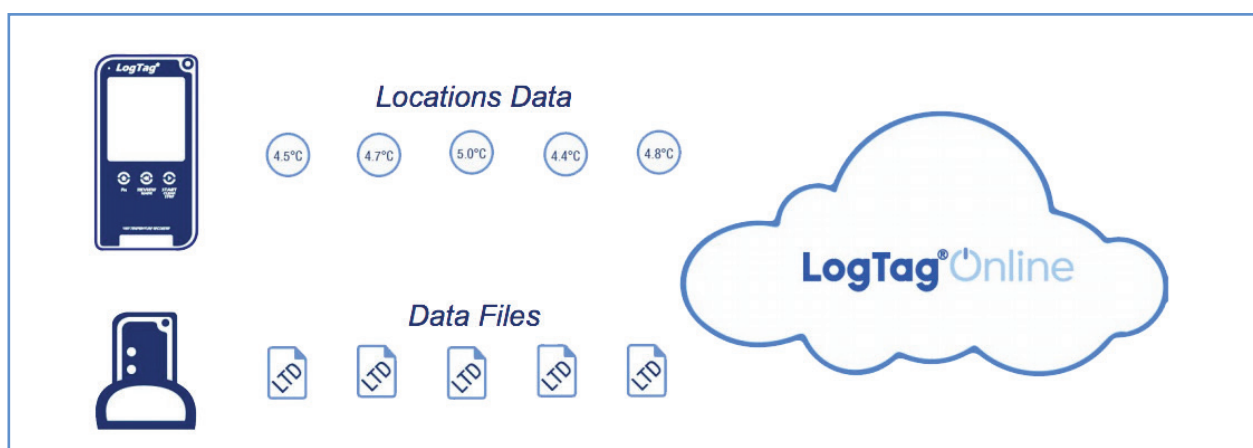 LogTag®
Locations Data
4.5°C 4.7°C 5.0°C 4.4°C 4.8°C
LogTag® Online
Data Files
LTD LTD LTD LTD LTD